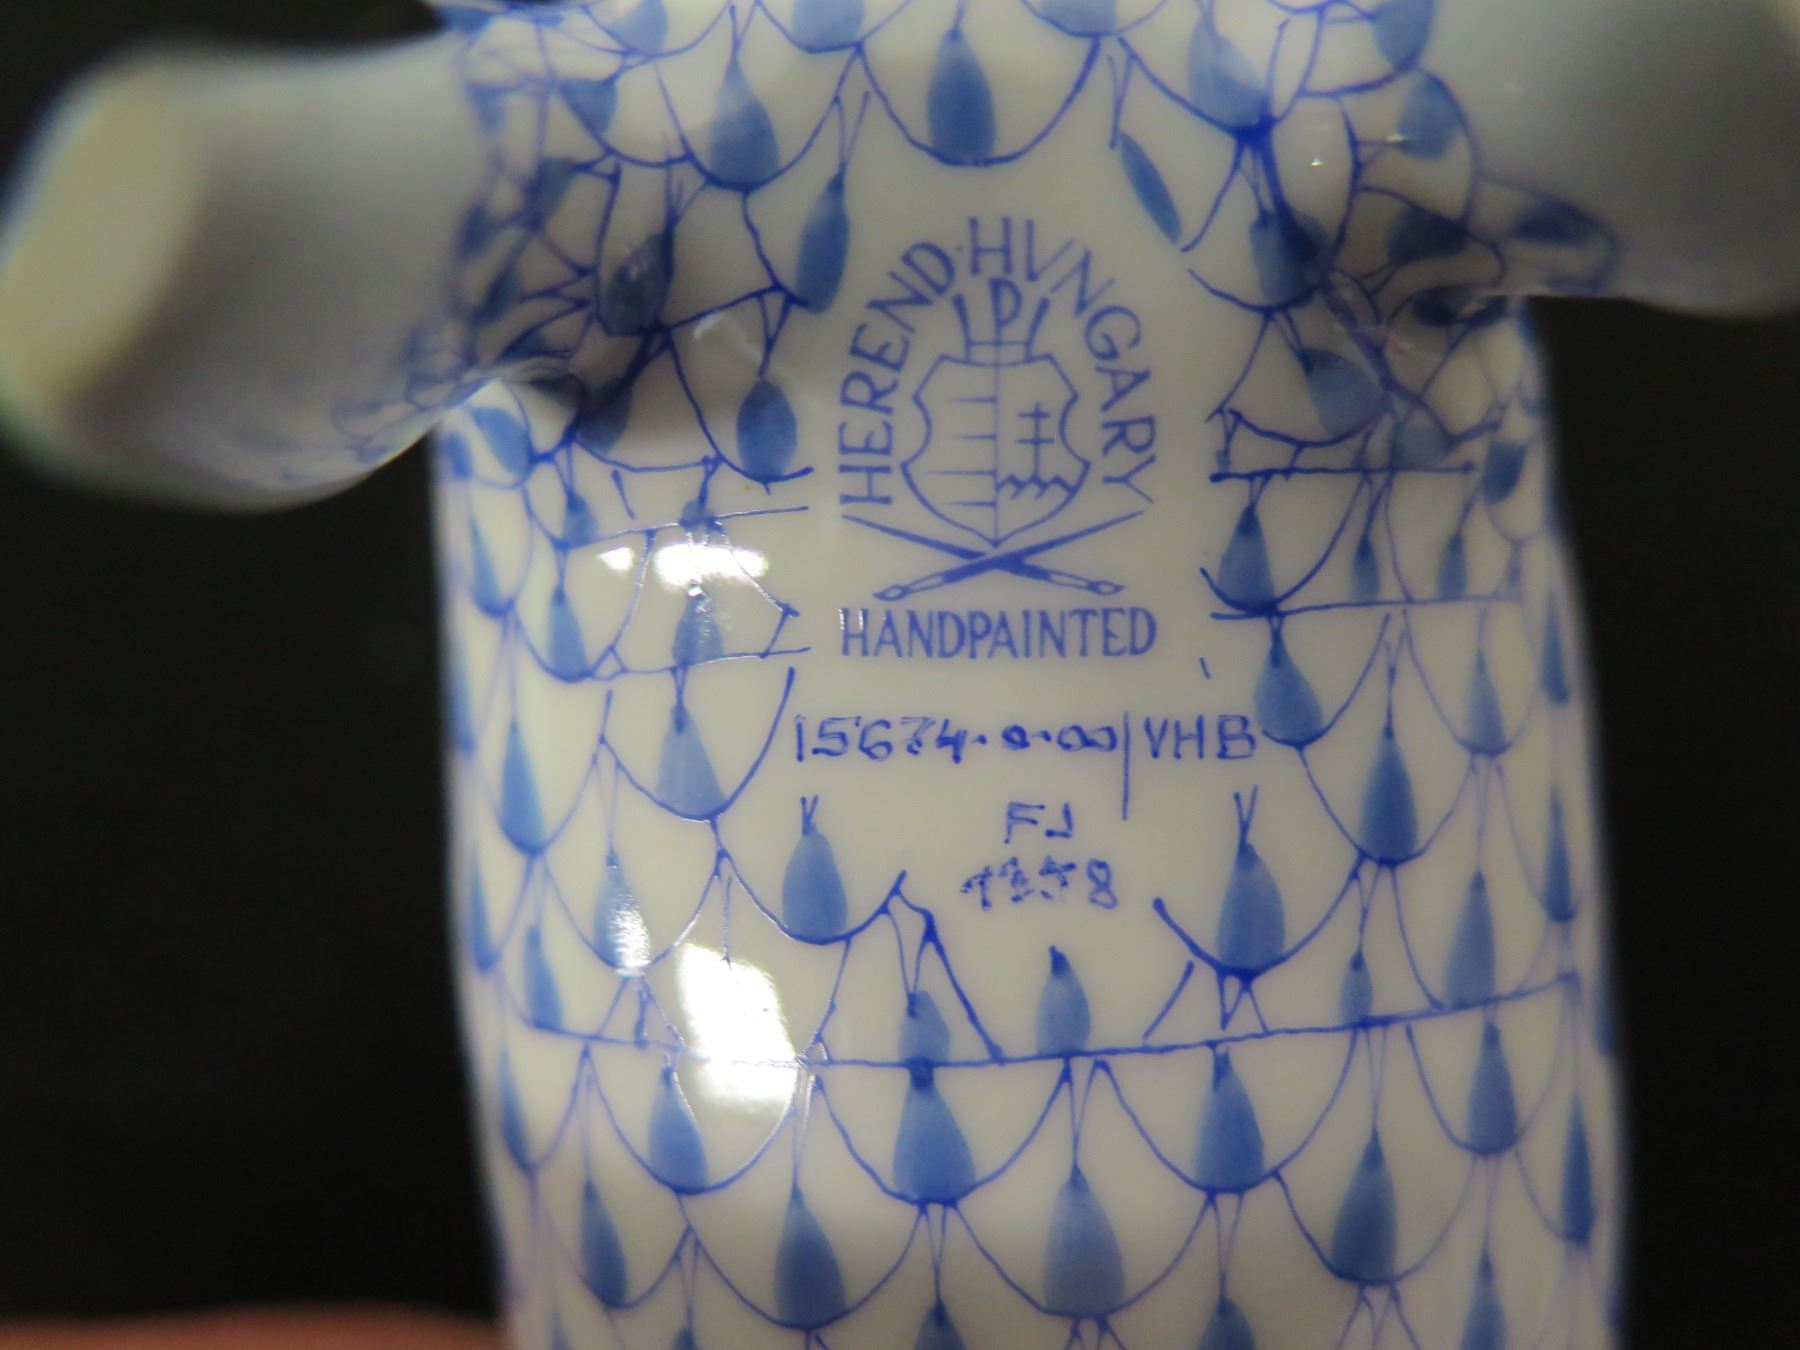 HEREND·HUNGARY
P
HANDPAINTED
15674-0-00|VHB
FJ